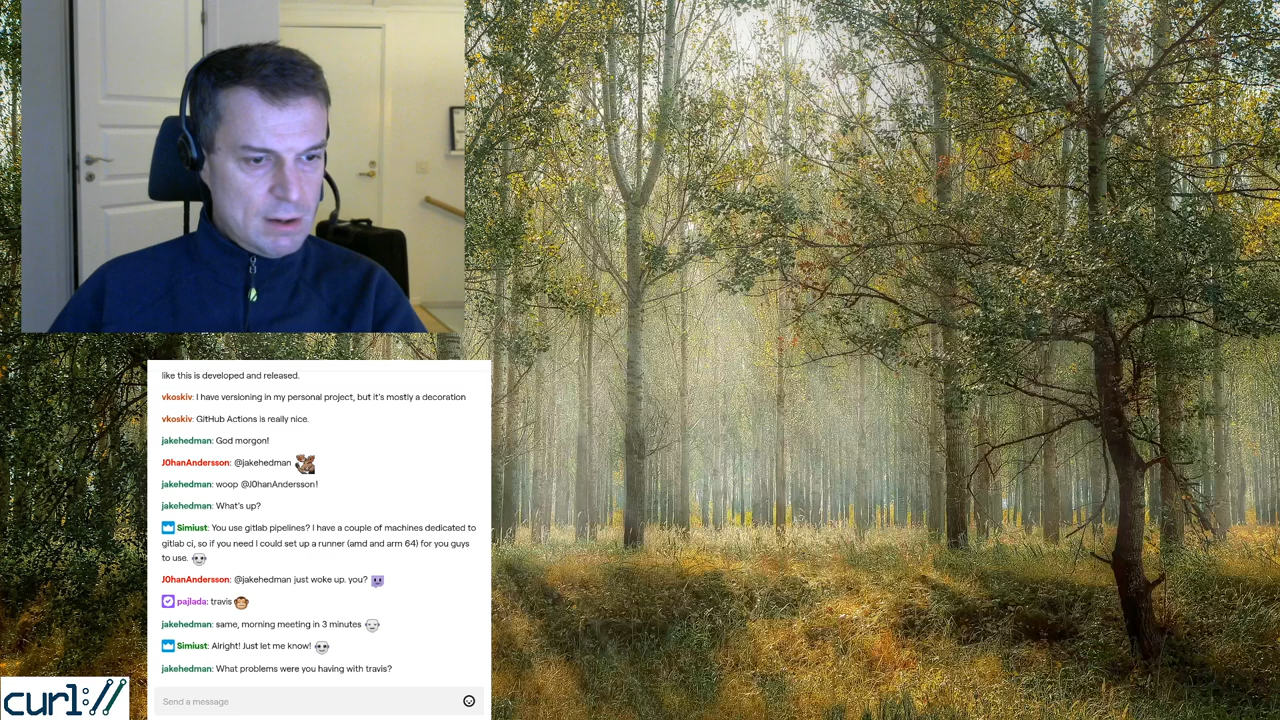 like this is developed and released.
vkoskiv: I have versioning in my personal project, but it's mostly a decoration
vkoskiv: GitHub Actions is really nice.
jakehedman: God morgon!
J0hanAndersson: @jakehedman
jakehedman: woop @J0hanAndersson!
jakehedman: What's up?
Simiust: You use gitlab pipelines? I have a couple of machines dedicated to
gitlab ci, so if you need I could set up a runner (amd and arm 64) for you guys
to use.
J0hanAndersson: @jakehedman just woke up. you?
pajlada: travis
jakehedman: same, morning meeting in 3 minutes
Simiust: Alright! Just let me know!
jakehedman: What problems were you having with travis?
Send a message
curl://